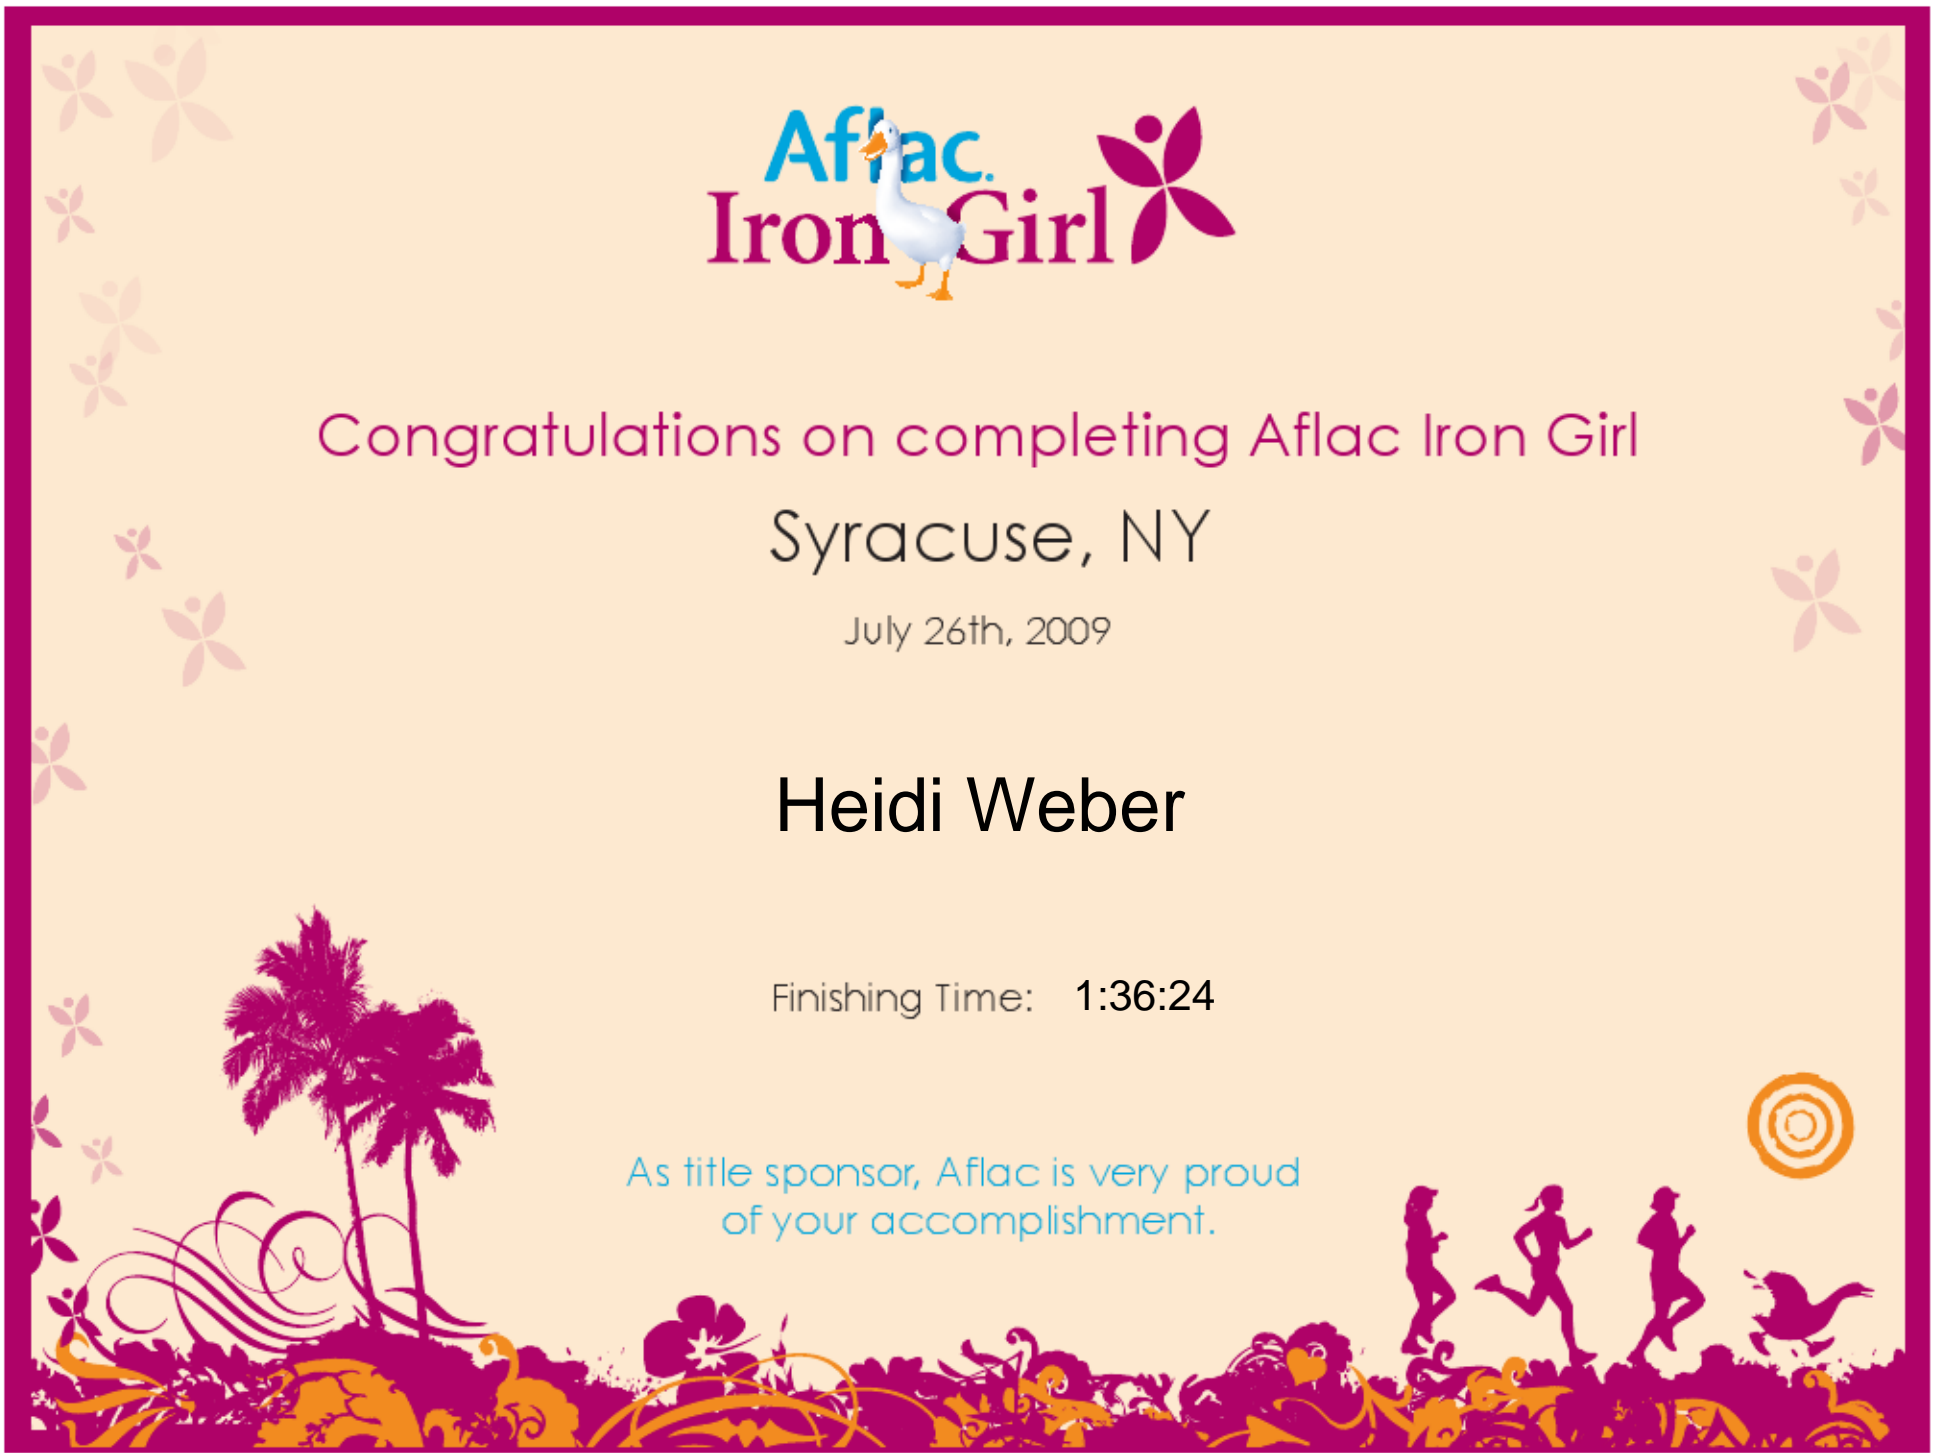 Aflac.
Iron Girl
Congratulations on completing Aflac Iron Girl
Syracuse, NY
July 26th, 2009
Heidi Weber
Finishing Time: 1:36:24
As title sponsor, Aflac is very proud
of your accomplishment.